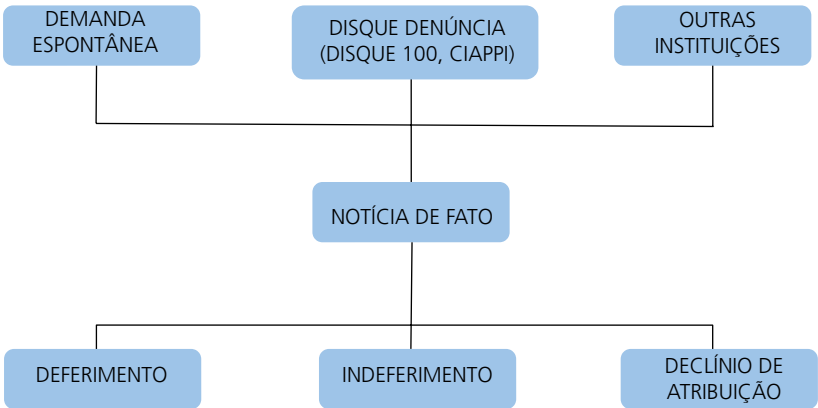 DEMANDA
ESPONTÂNEA
DISQUE DENÚNCIA
(DISQUE 100, CIAPPI)
OUTRAS
INSTITUIÇÕES
NOTÍCIA DE FATO
DEFERIMENTO
INDEFERIMENTO
DECLÍNIO DE
ATRIBUIÇÃO